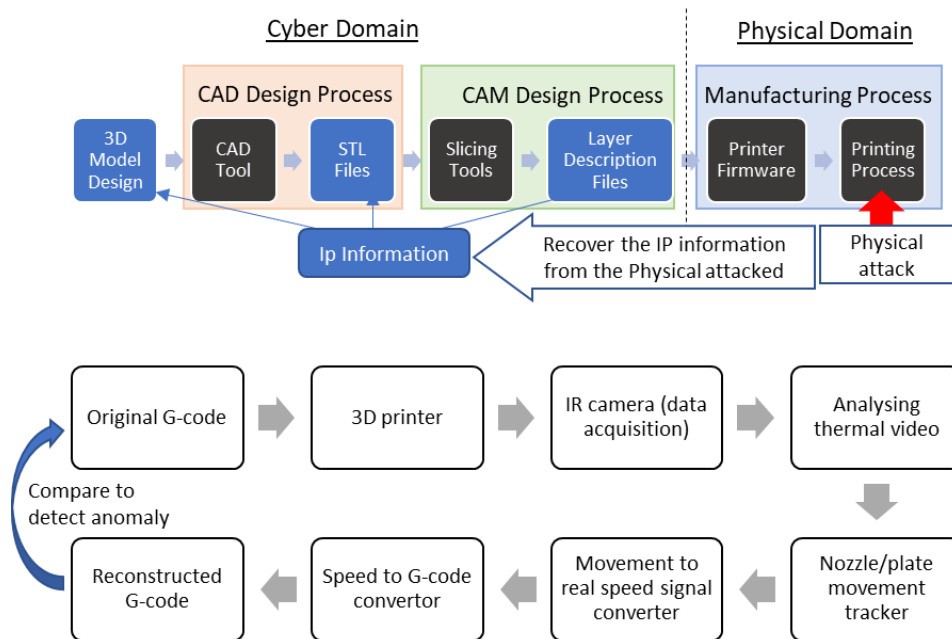 Cyber Domain
Physical Domain
CAD Design Process
CAM Design Process
Manufacturing Process
3D
Model
Design
CAD
Tool
STL
Files
Slicing
Tools
Layer
Description
Files
Printer
Firmware
Printing
Process
Ip Information
Recover the IP information
from the Physical attacked
Physical
attack
Original G-code
3D printer
IR camera (data
acquisition)
Analysing
thermal video
Compare to
detect anomaly
Reconstructed
G-code
Speed to G-code
convertor
Movement to
real speed signal
converter
Nozzle/plate
movement
tracker